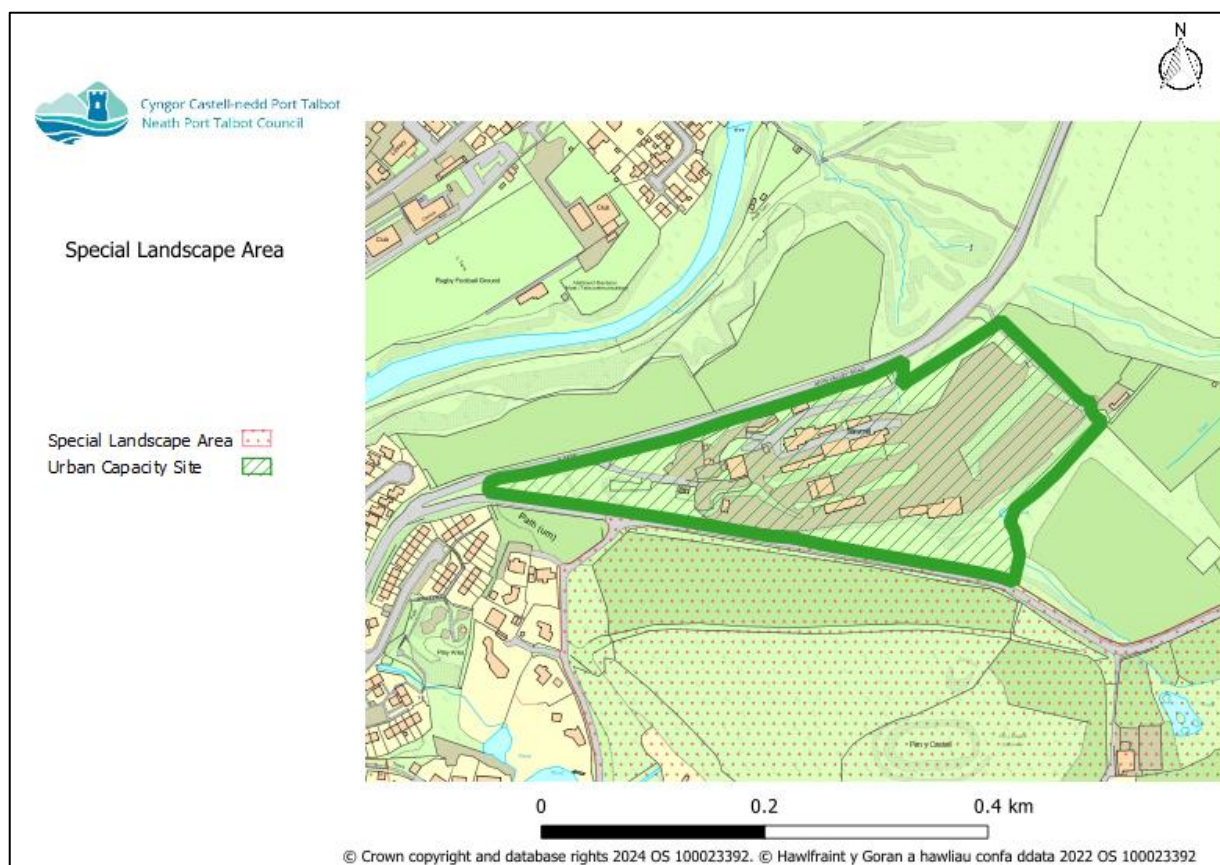 N
Cyngor Castell-nedd Port Talbot
Neath Port Talbot Council
Special Landscape Area
Special Landscape Area
Urban Capacity Site
Club
Club
Rugby Football Ground
Path (um)
Play Area
Pen y Castell
0
0.2
0.4 km
© Crown copyright and database rights 2024 OS 100023392. © Hawlfraint y Goran a hawliau confa ddata 2022 OS 100023392